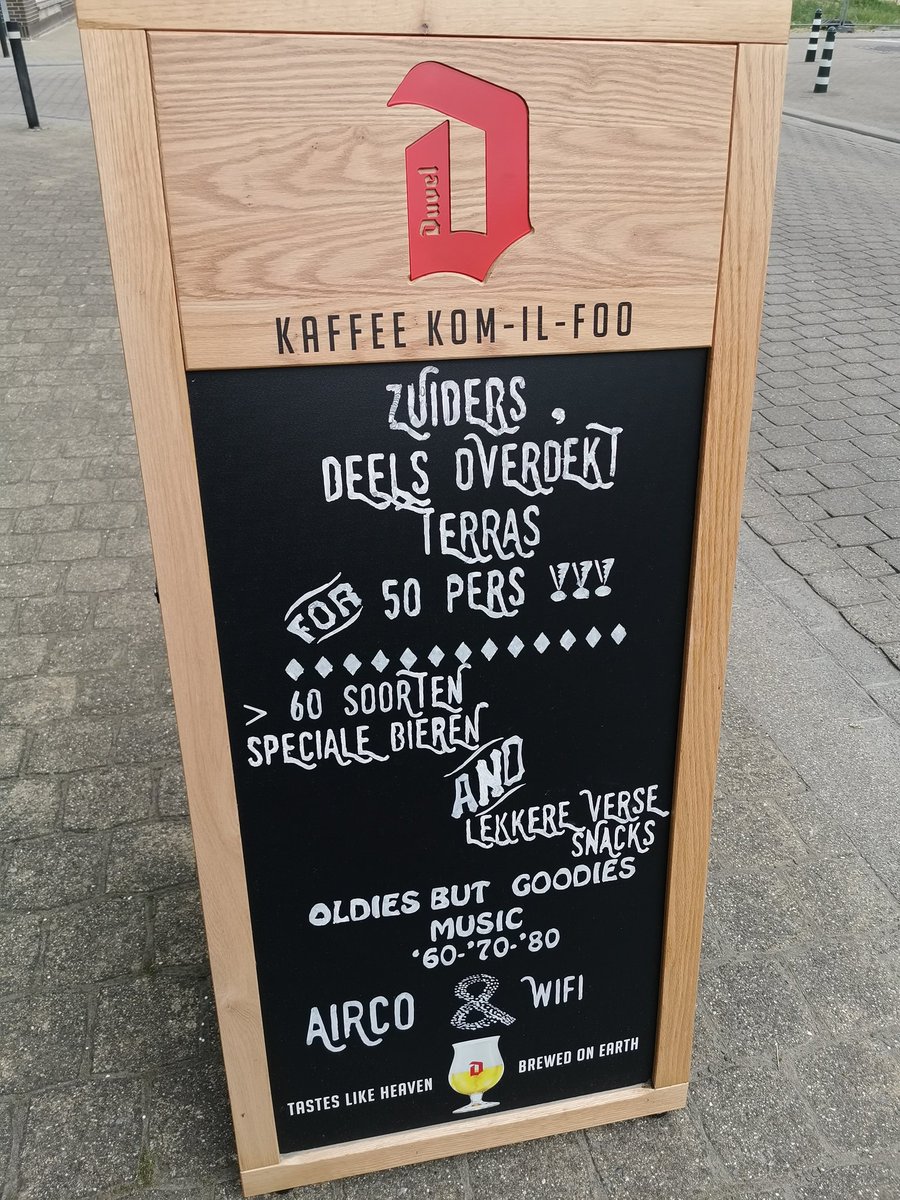 Duvel
KAFFEE KOM-IL-FOO
ZUIDERS ,
DEELS OVERDEKT
TERRAS
FOR 50 PERS !!!
> 60 SOORTEN
SPECIALE BIEREN
AND
LEKKERE VERSE
SNACKS
OLDIES BUT GOODIES
MUSIC
'60-'70-'80
AIRCO & WIFI
TASTES LIKE HEAVEN BREWED ON EARTH